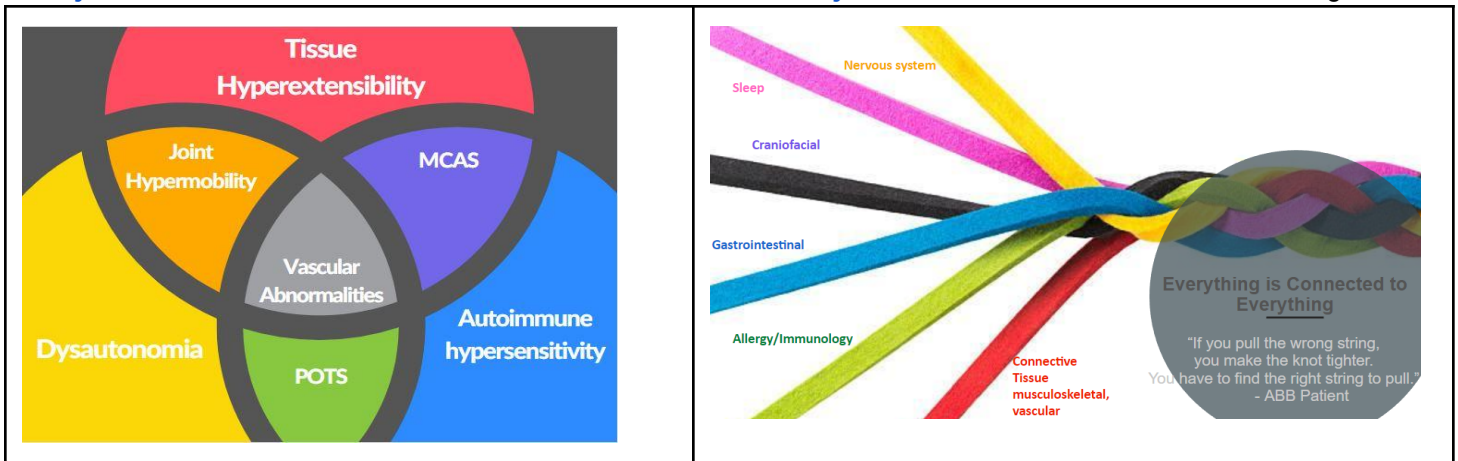 Tissue
Hyperextensibility
Joint
Hypermobility
MCAS
Vascular
Abnormalities
Dysautonomia
Autoimmune
hypersensitivity
POTS
Nervous system
Sleep
Craniofacial
Gastrointestinal
Allergy/Immunology
Connective
Tissue
musculoskeletal,
vascular
Everything is Connected to
Everything
"If you pull the wrong string,
you make the knot tighter.
You have to find the right string to pull."
- ABB Patient